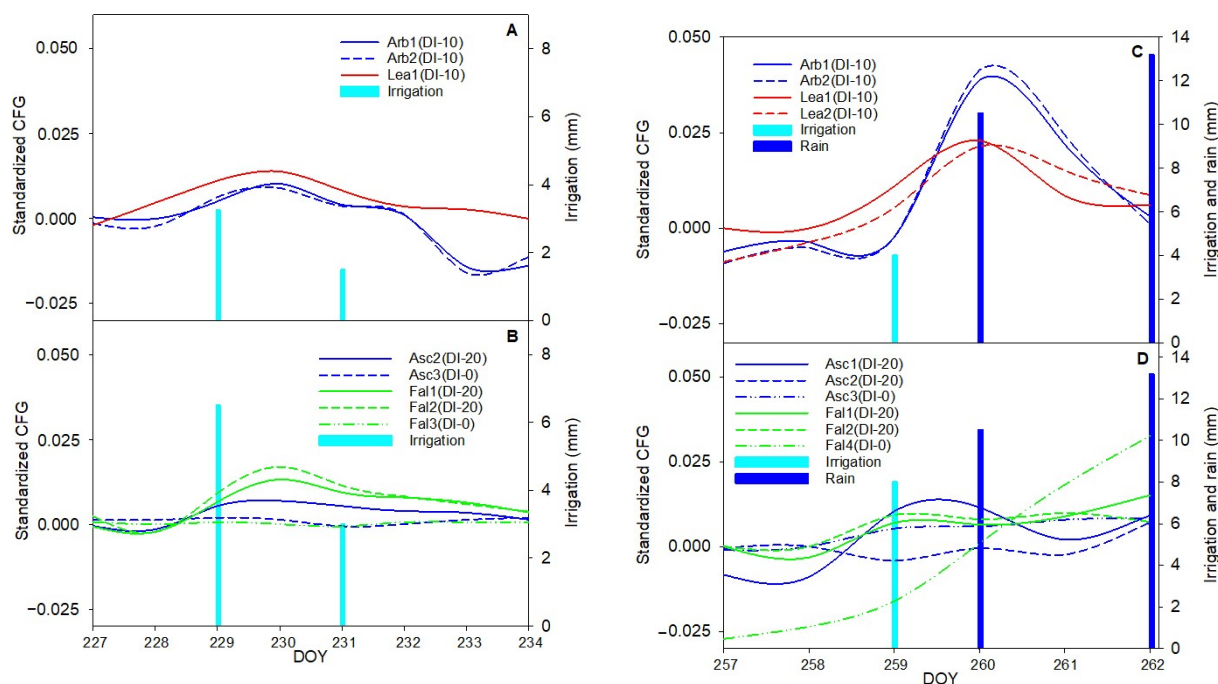 A
0.050
0.025
0.000
−0.025
Standardized CFG
Arb1(DI-10)
Arb2(DI-10)
Lea1(DI-10)
Irrigation
8
6
4
2
0
Irrigation (mm)
B
0.050
0.025
0.000
−0.025
Standardized CFG
Asc2(DI-20)
Asc3(DI-0)
Fal1(DI-20)
Fal2(DI-20)
Fal3(DI-0)
Irrigation
8
6
4
2
0
Irrigation (mm)
227 228 229 230 231 232 233 234
DOY
C
0.050
0.025
0.000
−0.025
Standardized CFG
Arb1(DI-10)
Arb2(DI-10)
Lea1(DI-10)
Lea2(DI-10)
Irrigation
Rain
14
12
10
8
6
4
2
0
Irrigation and rain (mm)
D
0.050
0.025
0.000
−0.025
Standardized CFG
Asc1(DI-20)
Asc2(DI-20)
Asc3(DI-0)
Fal1(DI-20)
Fal2(DI-20)
Fal4(DI-0)
Irrigation
Rain
14
12
10
8
6
4
2
0
Irrigation and rain (mm)
257 258 259 260 261 262
DOY